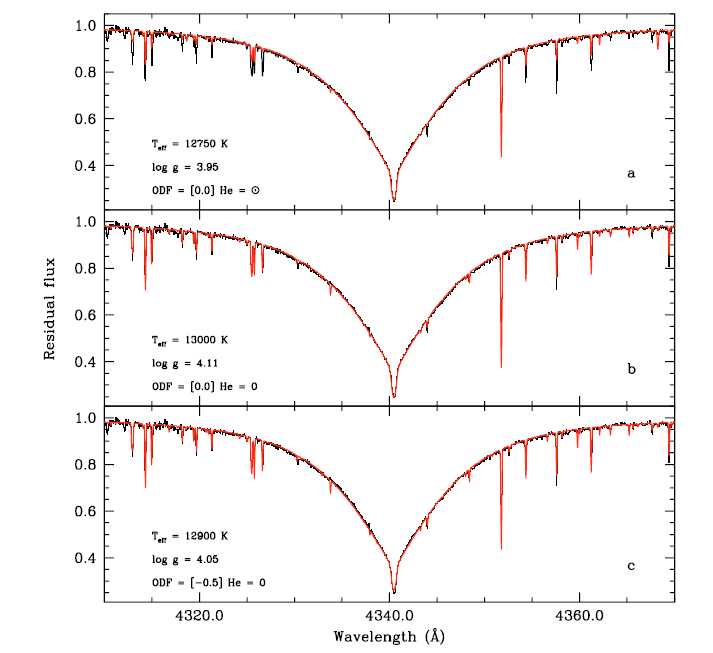 1.0
0.8
0.6
0.4
T_eff = 12750 K
log g = 3.95
ODF = [0.0] He = ⊙
a
1.0
0.8
0.6
0.4
T_eff = 13000 K
log g = 4.11
ODF = [0.0] He = 0
b
Residual flux
1.0
0.8
0.6
0.4
T_eff = 12900 K
log g = 4.05
ODF = [−0.5] He = 0
c
4320.0 4340.0 4360.0
Wavelength (Å)